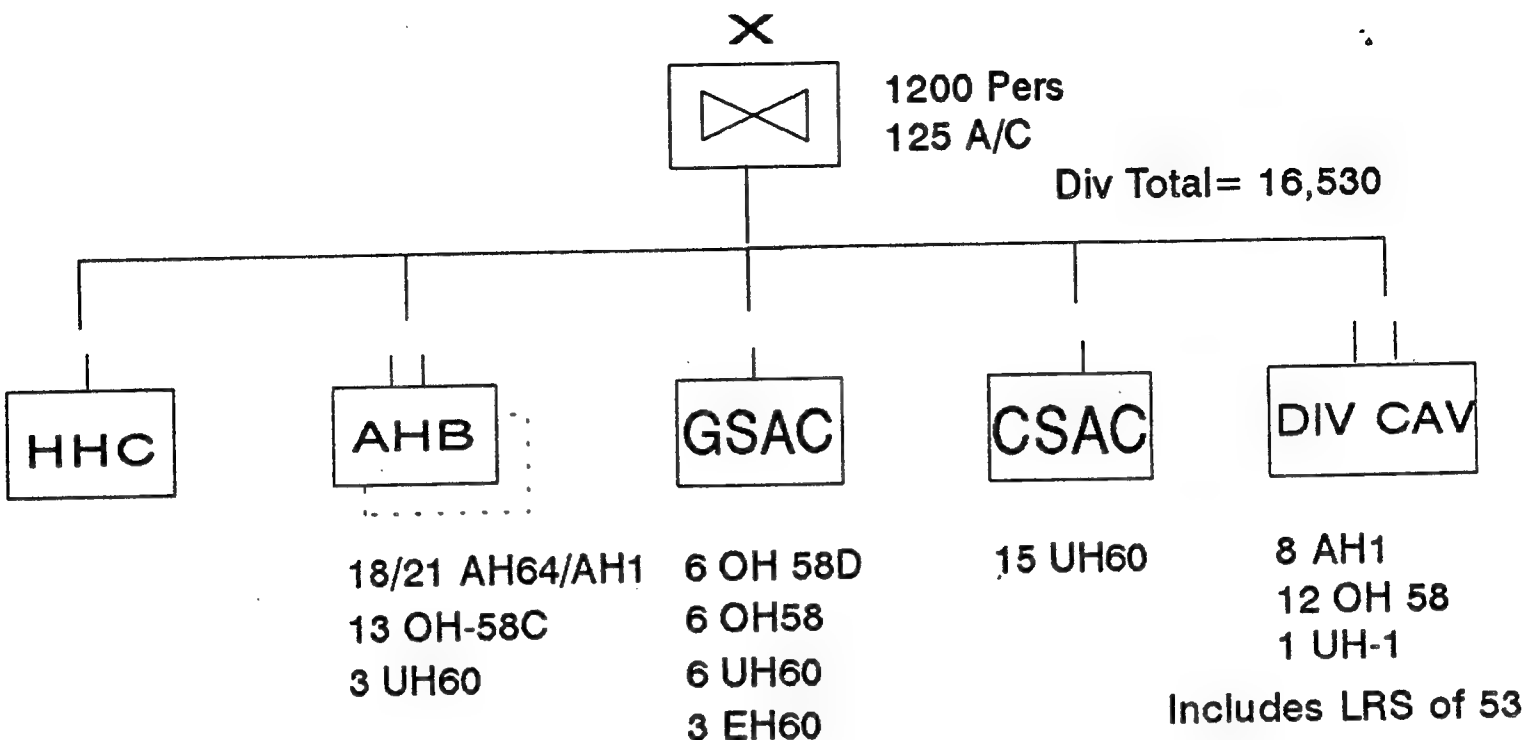 X
1200 Pers
125 A/C
Div Total= 16,530
HHC
AHB
GSAC
CSAC
DIV CAV
18/21 AH64/AH1
13 OH-58C
3 UH60
6 OH 58D
6 OH58
6 UH60
3 EH60
15 UH60
8 AH1
12 OH 58
1 UH-1
Includes LRS of 53